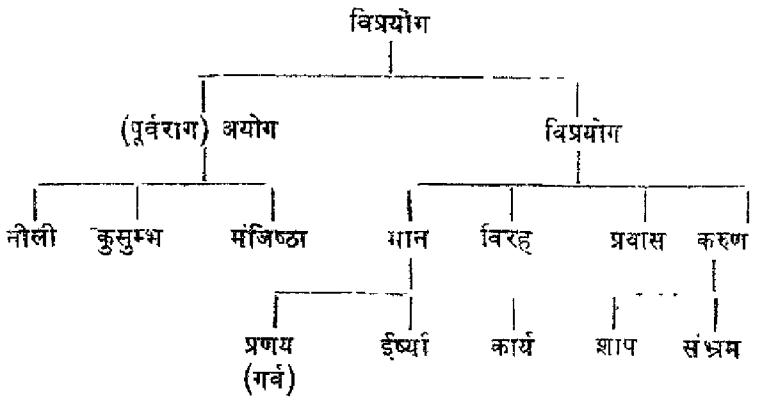 विप्रयोग
(पूर्वराग) अयोग विप्रयोग
नीली कुसुम्भ मंजिष्ठा मान विरह प्रवास करुण
प्रणय ईर्ष्या कार्य शाप संभ्रम
(गर्व)